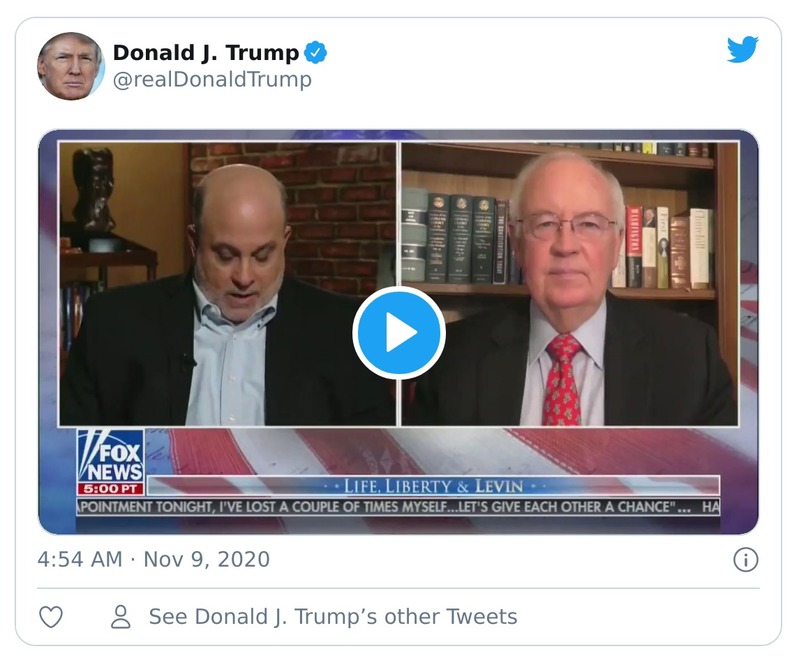 Donald J. Trump
@realDonaldTrump
FOX
NEWS
5:00 PT
LIFE, LIBERTY & LEVIN
POINTMENT TONIGHT, I'VE LOST A COUPLE OF TIMES MYSELF...LET'S GIVE EACH OTHER A CHANCE"... HA
4:54 AM · Nov 9, 2020
See Donald J. Trump’s other Tweets